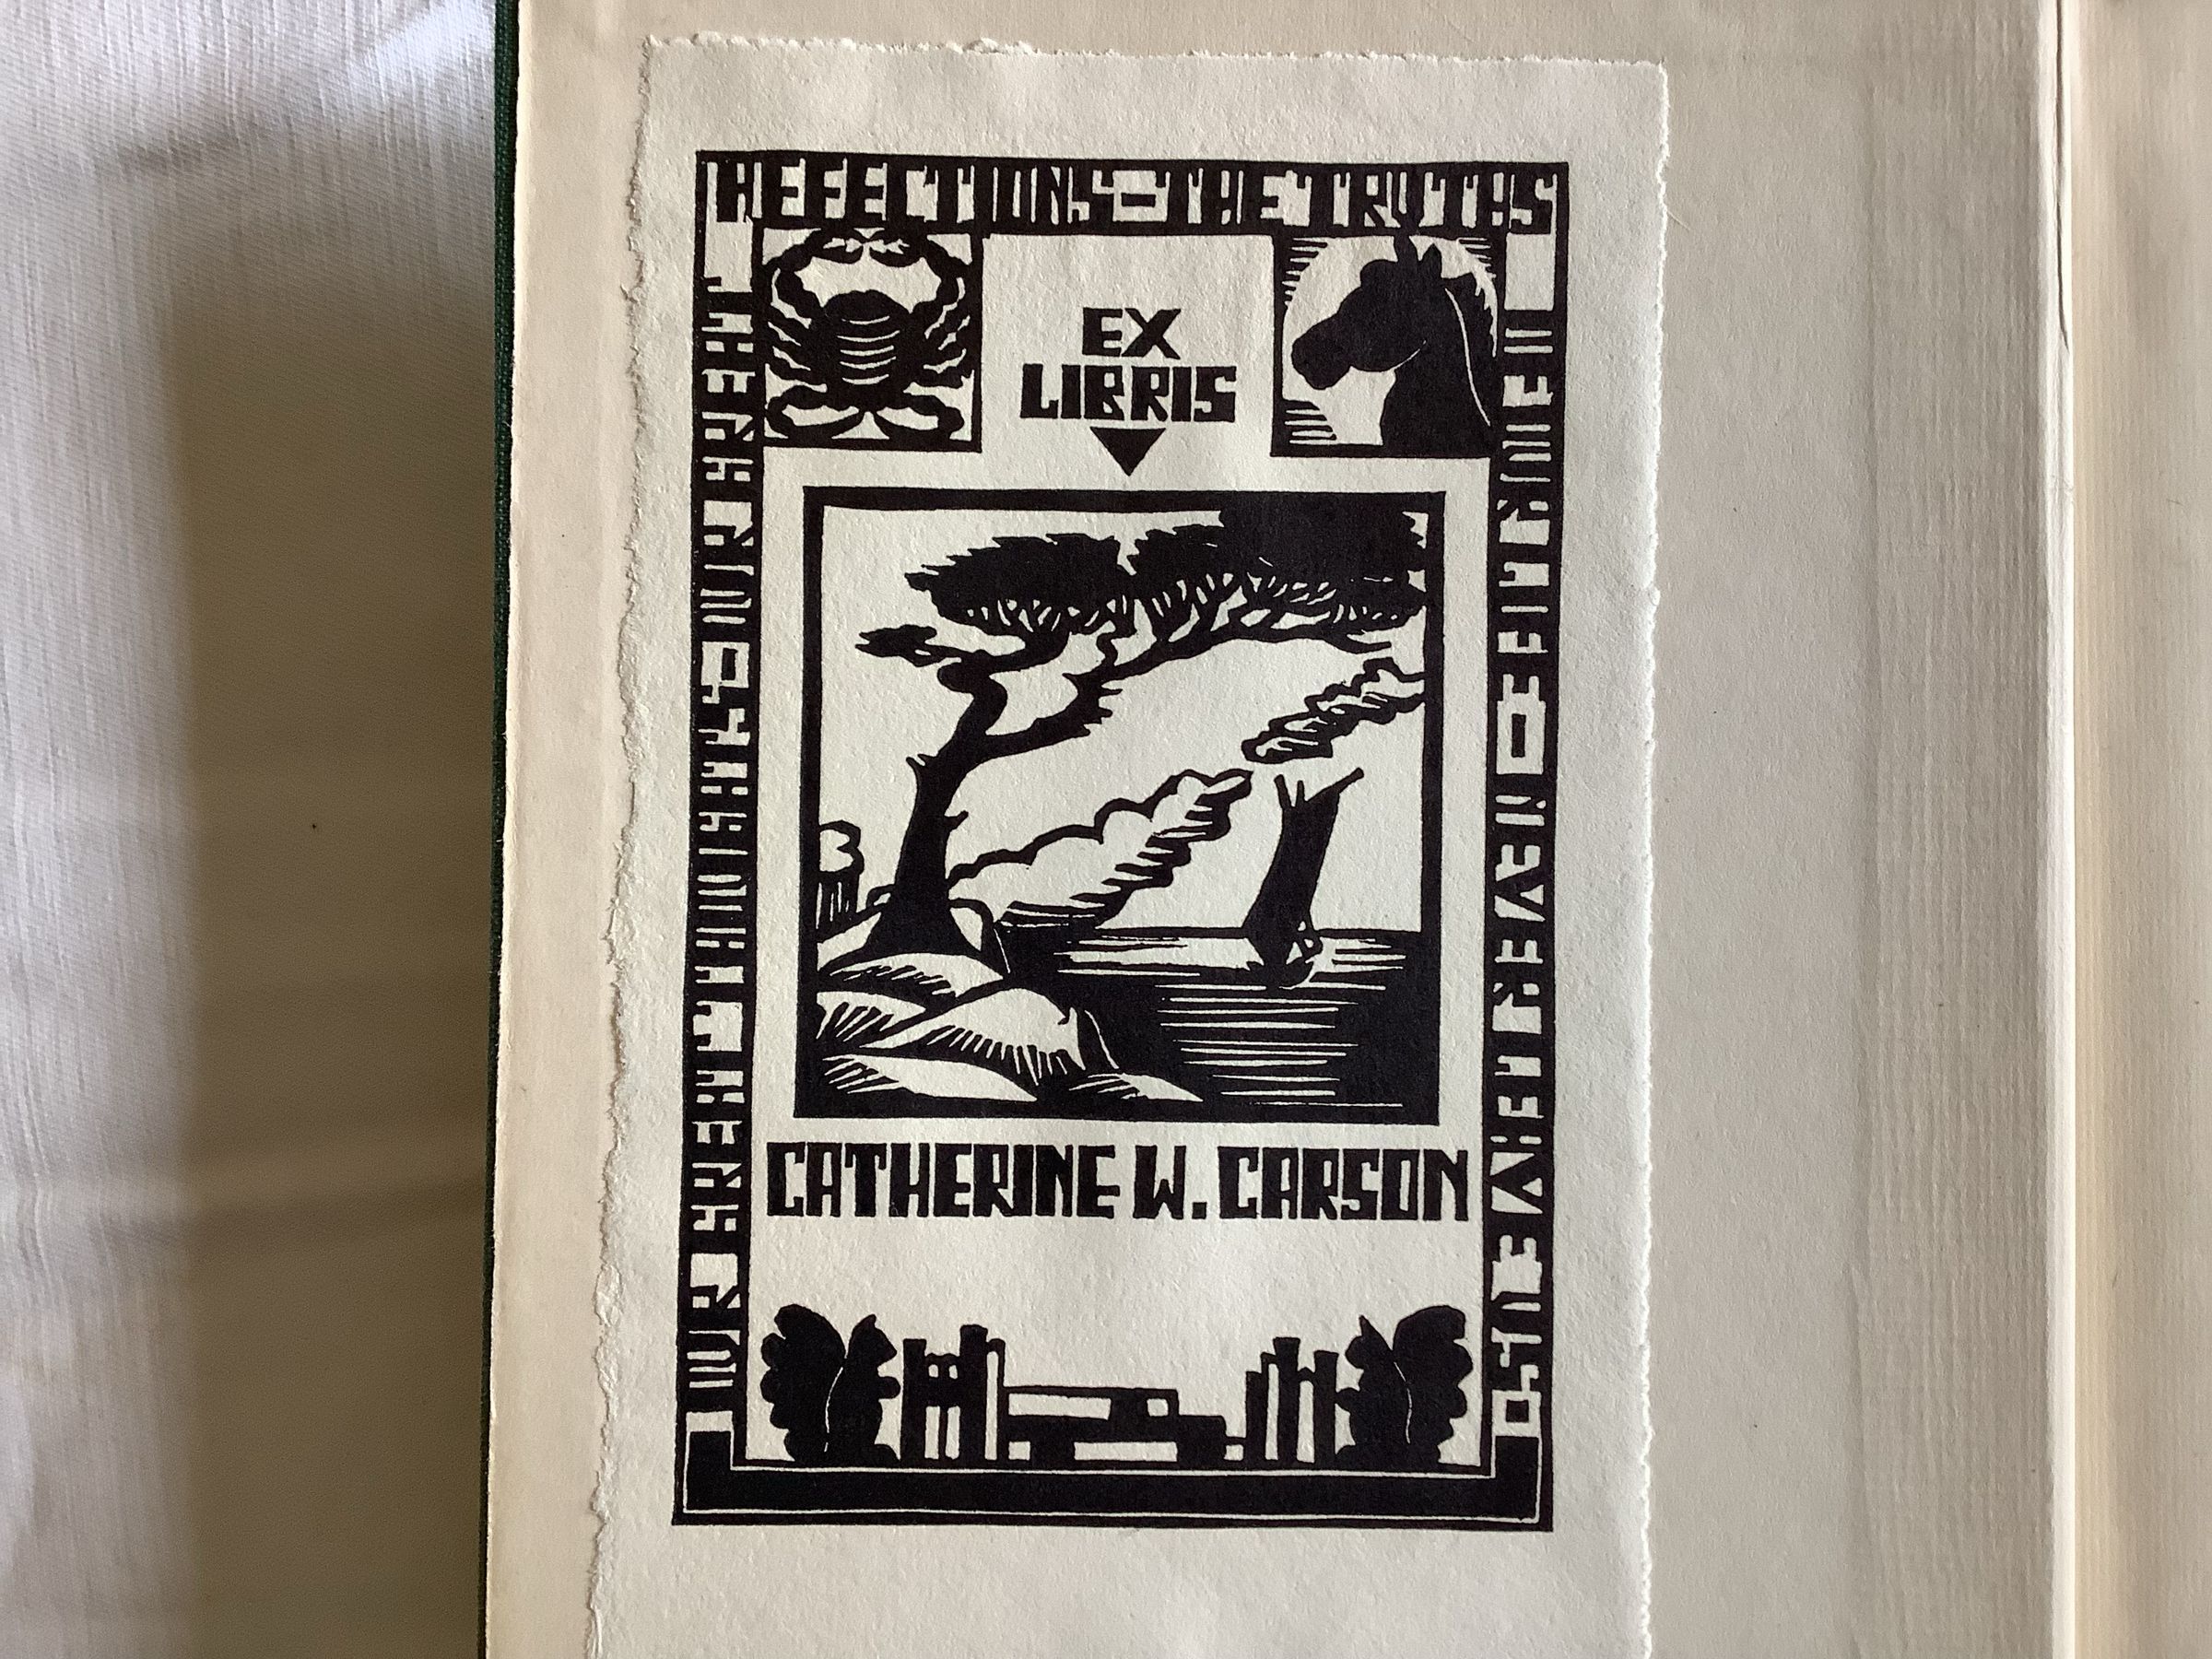 OUR GREAT THOUGHTS-OUR GREAT
AFFECTIONS-THE TRUTHS
OF OUR LIFE-NEVER LEAVE US-
EX
LIBRIS
CATHERINE W. CARSON